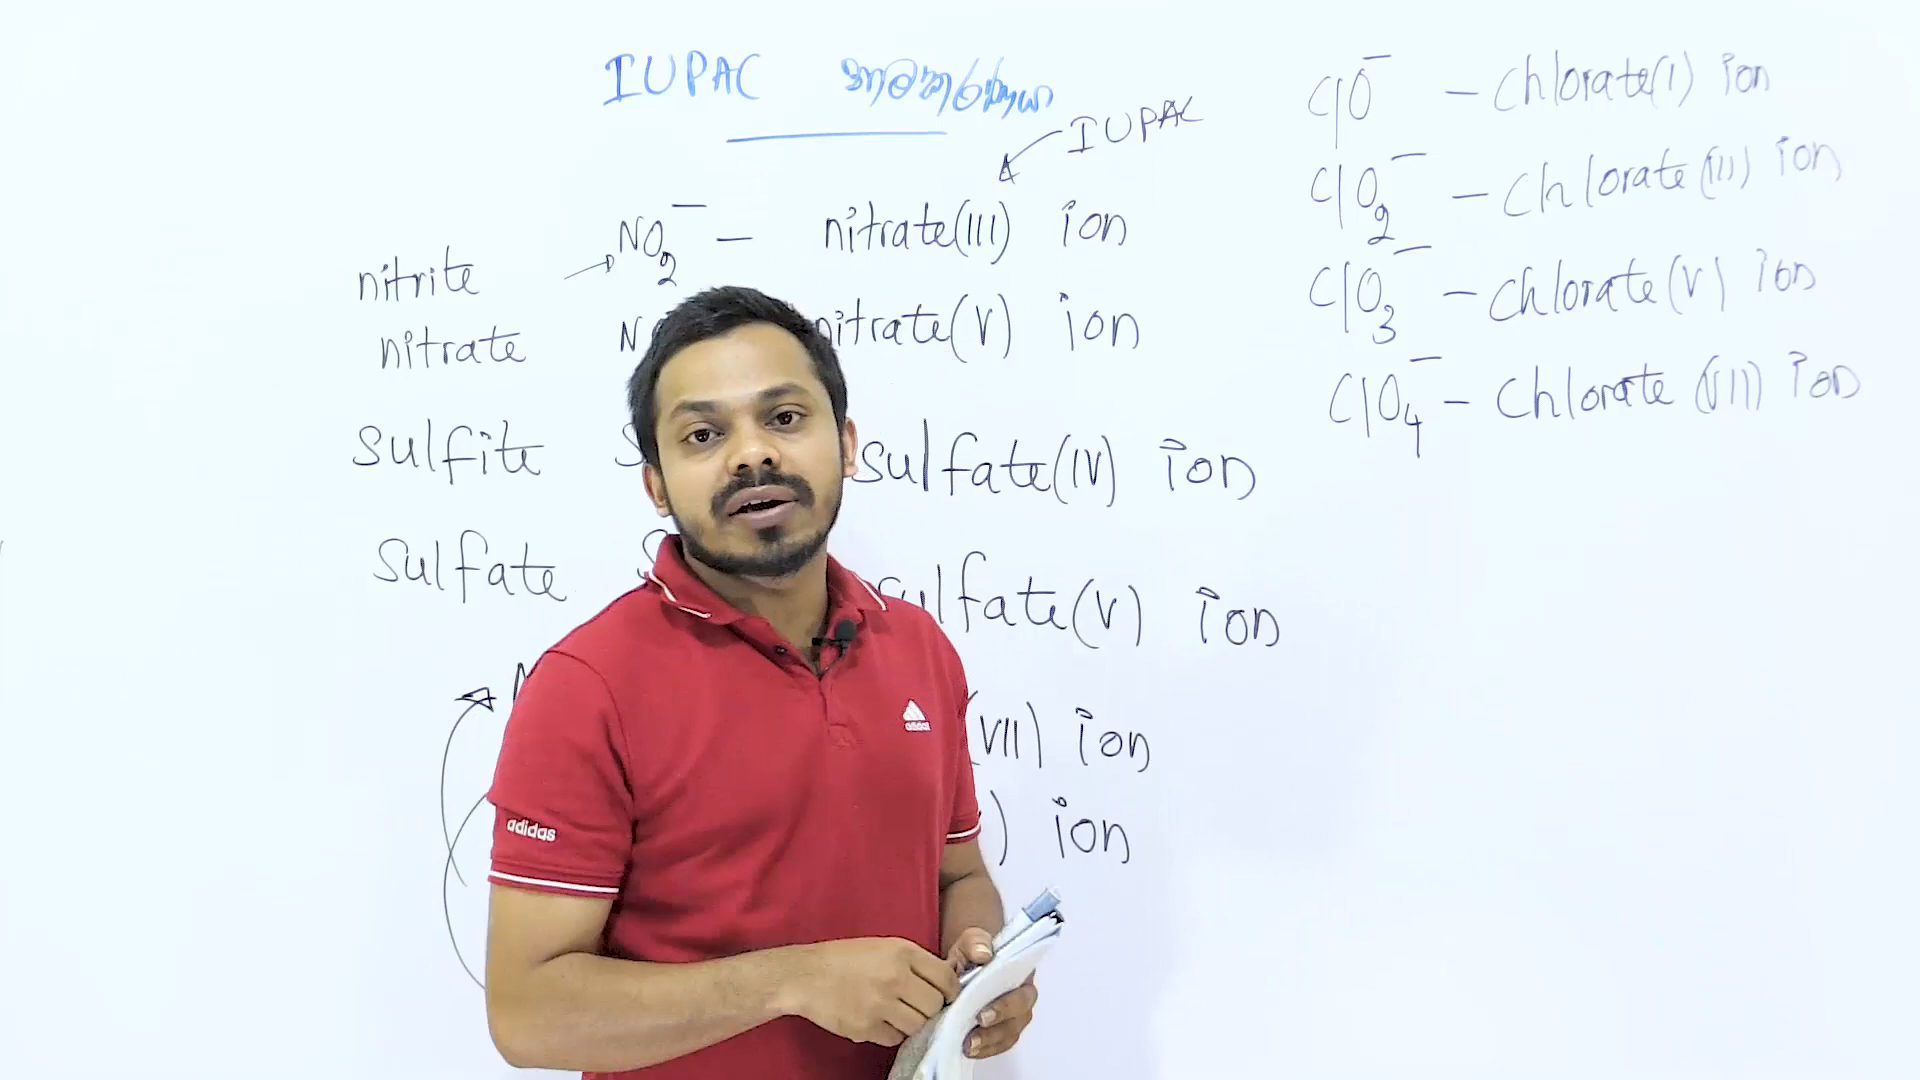 IUPAC
IUPAC
nitrite NO₂⁻ – nitrate(III) ion
nitrate N nitrate(V) ion
sulfite S sulfate(IV) ion
sulfate S sulfate(V) ion
(VII) ion
) ion
ClO⁻ – chlorate(I) ion
ClO₂⁻ – chlorate(III) ion
ClO₃⁻ – chlorate(V) ion
ClO₄⁻ – chlorate(VII) ion
adidas
adidas